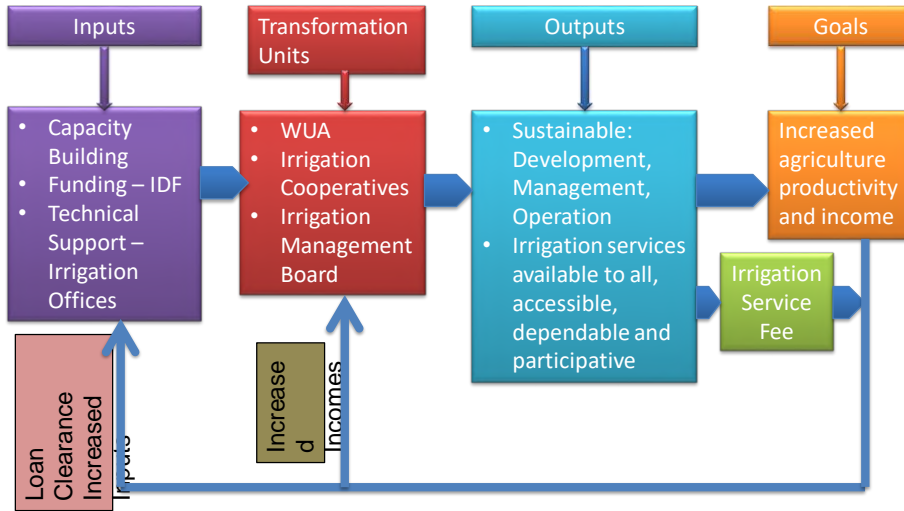 Inputs
Transformation
Units
Outputs
Goals
• Capacity
Building
• Funding – IDF
• Technical
Support –
Irrigation
Offices
• WUA
• Irrigation
Cooperatives
• Irrigation
Management
Board
• Sustainable:
Development,
Management,
Operation
• Irrigation services
available to all,
accessible,
dependable and
participative
Increased
agriculture
productivity
and income
Irrigation
Service
Fee
Loan
Clearance
Increased
Inputs
Increase
d
Incomes